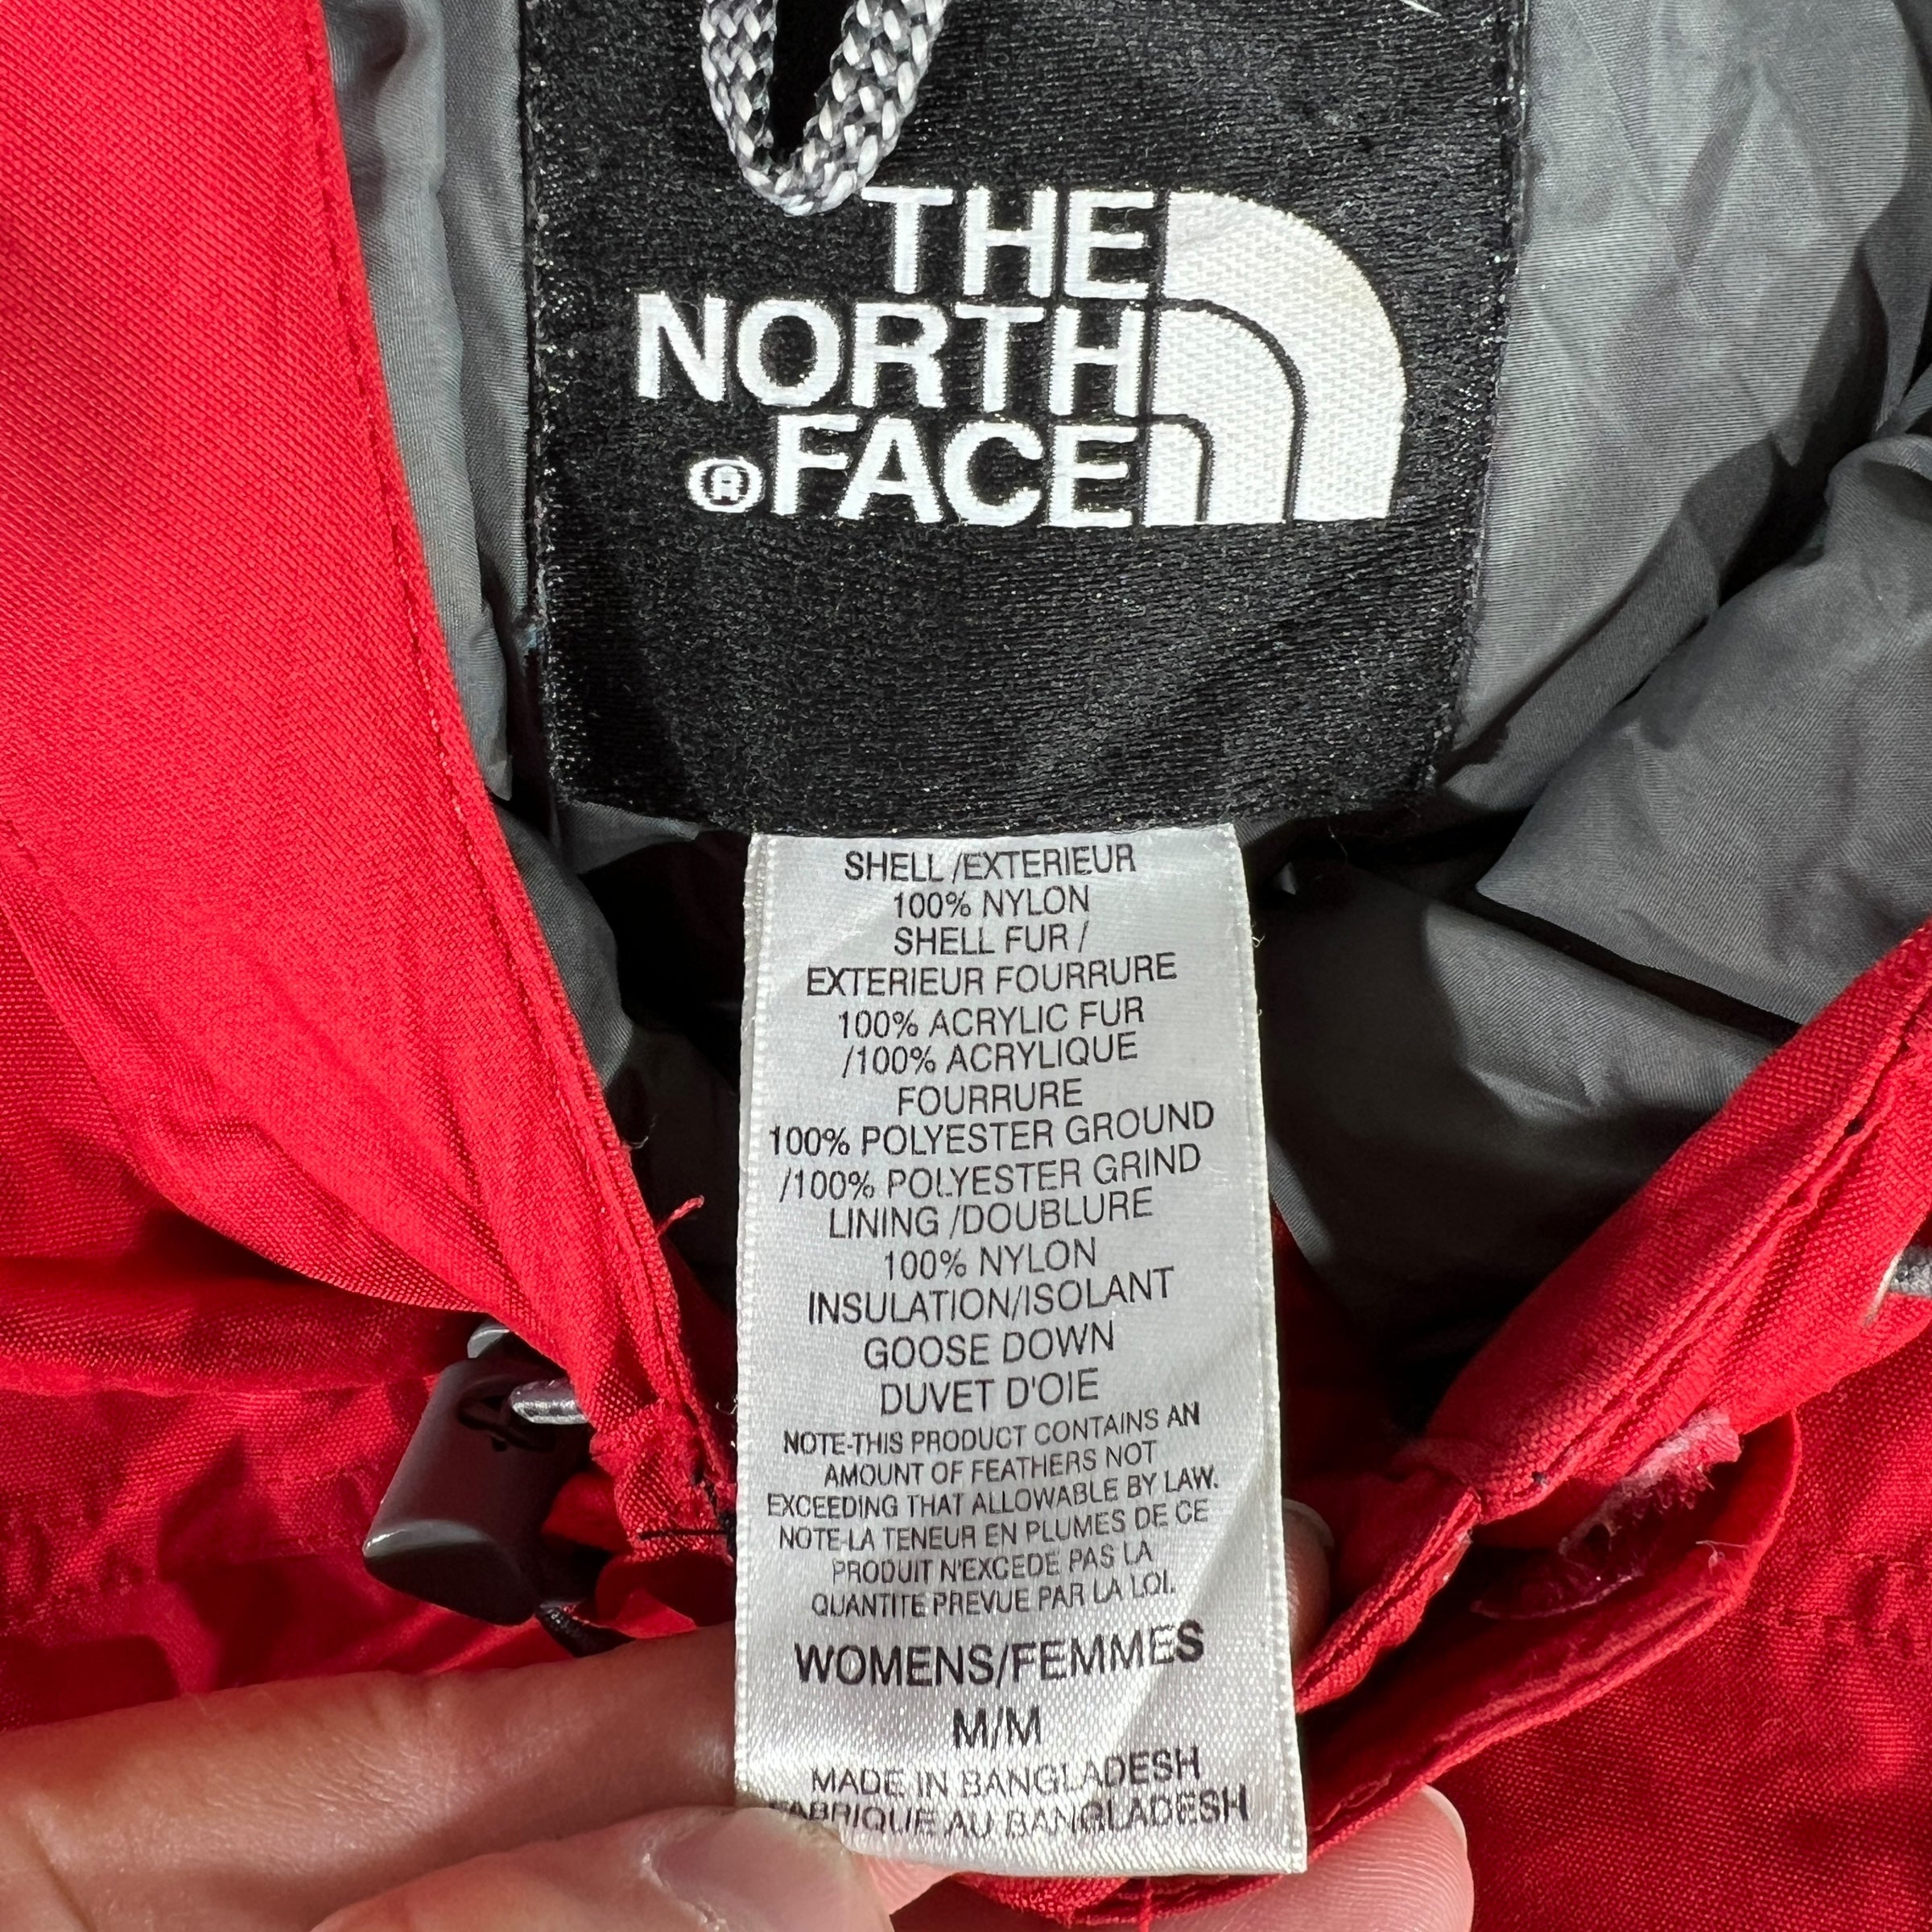 THE
NORTH
®FACE
SHELL /EXTERIEUR
100% NYLON
SHELL FUR /
EXTERIEUR FOURRURE
100% ACRYLIC FUR
/100% ACRYLIQUE
FOURRURE
100% POLYESTER GROUND
/100% POLYESTER GRIND
LINING /DOUBLURE
100% NYLON
INSULATION/ISOLANT
GOOSE DOWN
DUVET D'OIE
NOTE-THIS PRODUCT CONTAINS AN
AMOUNT OF FEATHERS NOT
EXCEEDING THAT ALLOWABLE BY LAW.
NOTE-LA TENEUR EN PLUMES DE CE
PRODUIT N'EXCEDE PAS LA
QUANTITE PREVUE PAR LA LOI.
WOMENS/FEMMES
M/M
MADE IN BANGLADESH
FABRIQUE AU BANGLADESH